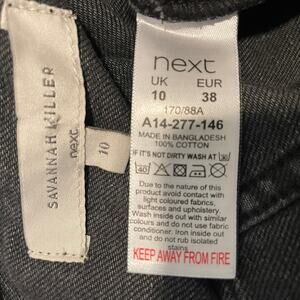 SAVANNAH MILLER
next
10
next
UK EUR
10 38
170/88A
A14-277-146
MADE IN BANGLADESH
100% COTTON
IF IT'S NOT DIRTY WASH AT 30
40
Due to the nature of this
product avoid contact with
light coloured fabrics,
surfaces and upholstery.
Wash inside out with similar
colours and do not use fabric
conditioner. Iron inside out
and do not rub isolated
stains
KEEP AWAY FROM FIRE